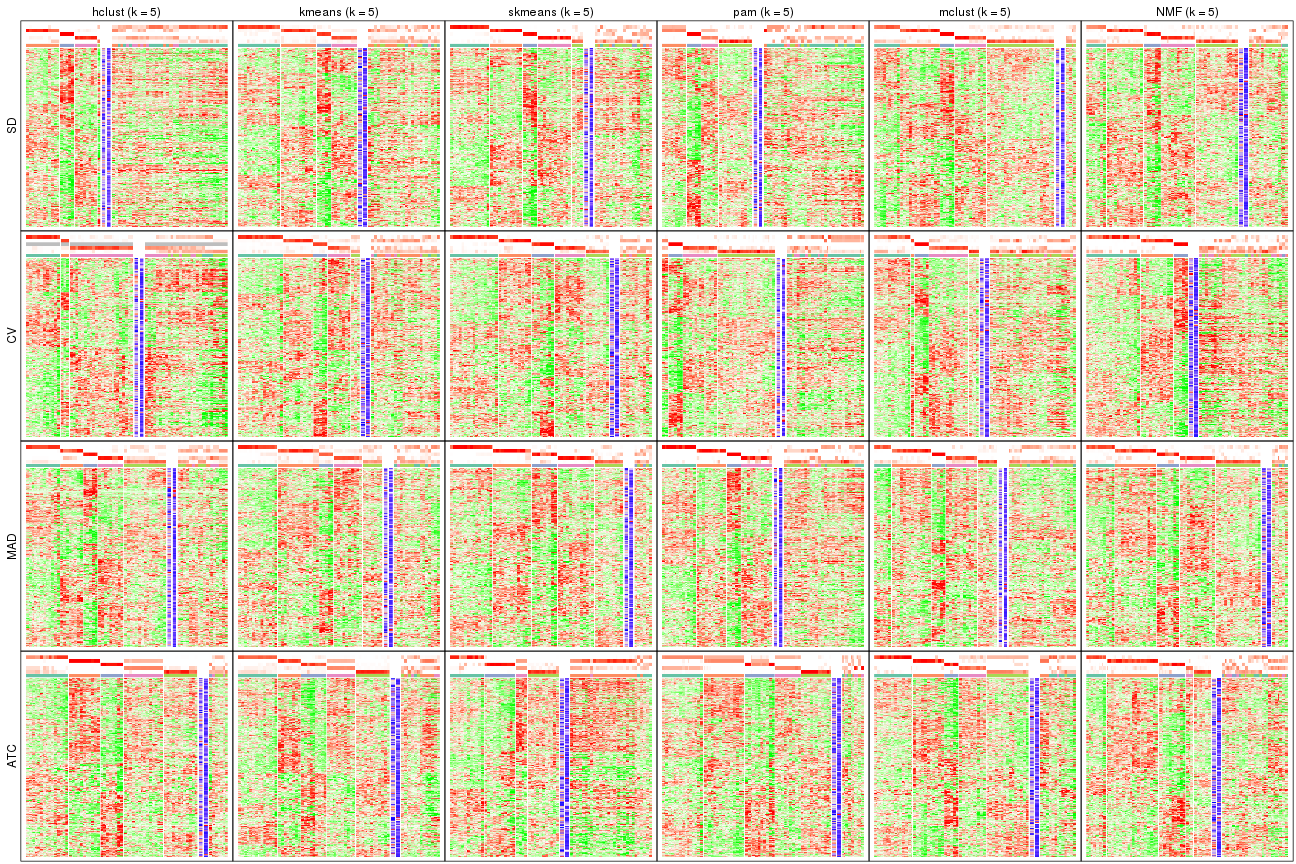 hclust (k = 5) kmeans (k = 5) skmeans (k = 5) pam (k = 5) mclust (k = 5) NMF (k = 5)
SD
CV
MAD
ATC